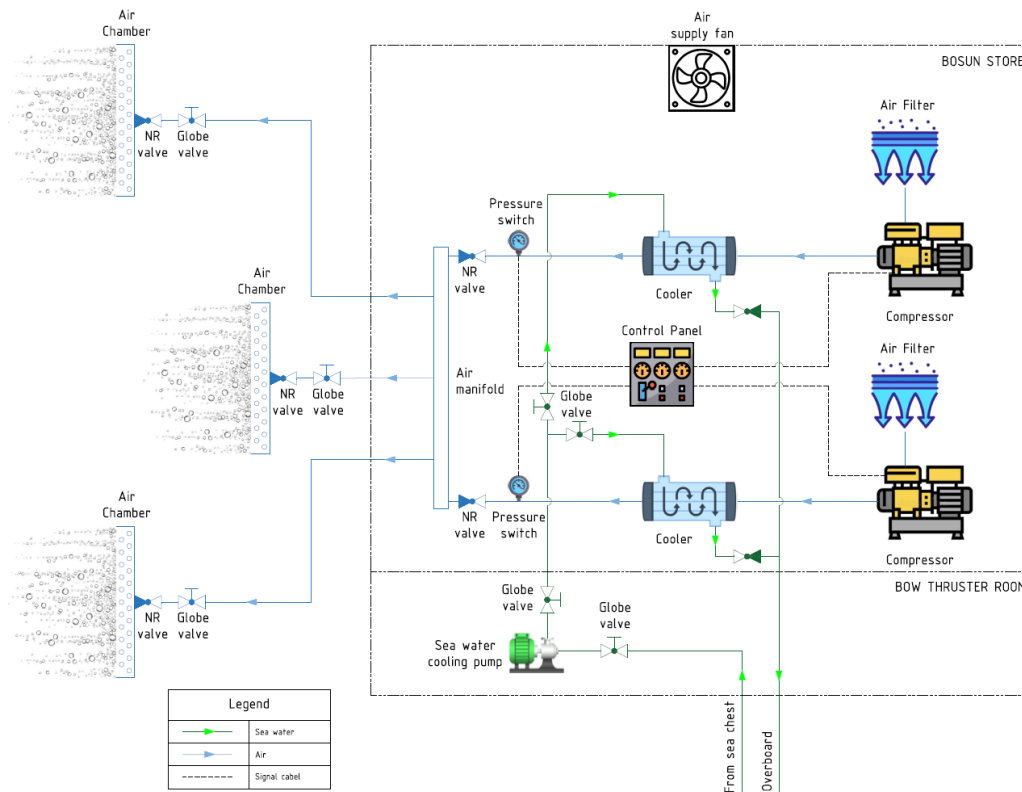 Air
Chamber
NR
valve
Globe
valve
Air
supply fan
BOSUN STORE
Air Filter
Pressure
switch
NR
valve
Cooler
Compressor
Air
Chamber
NR
valve
Globe
valve
Air
manifold
Control Panel
Globe
valve
Air Filter
Air
Chamber
NR
valve
Globe
valve
NR
valve
Pressure
switch
Cooler
Compressor
BOW THRUSTER ROOM
Globe
valve
Globe
valve
Sea water
cooling pump
From sea chest
Overboard
Legend
Sea water
Air
Signal cabel